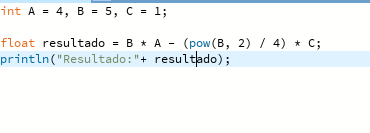 int A = 4, B = 5, C = 1;
float resultado = B * A - (pow(B, 2) / 4) * C;
println("Resultado:"+ resultado);